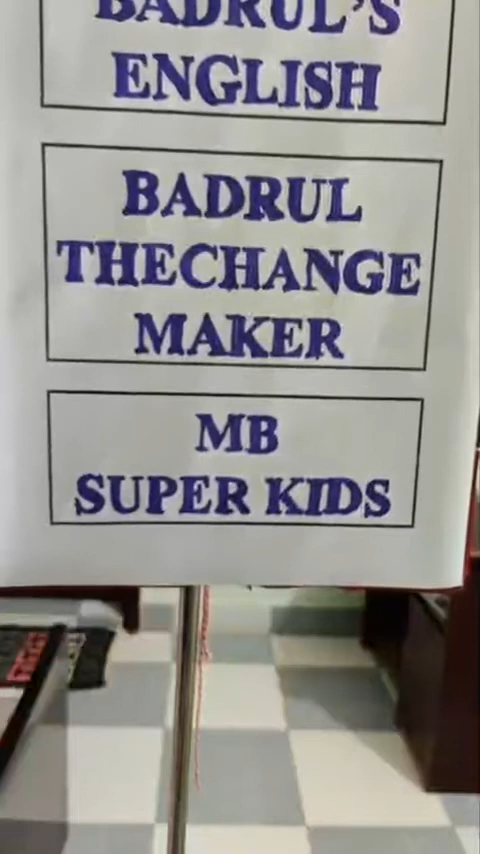 BADRUL'S
ENGLISH
BADRUL
THECHANGE
MAKER
MB
SUPER KIDS